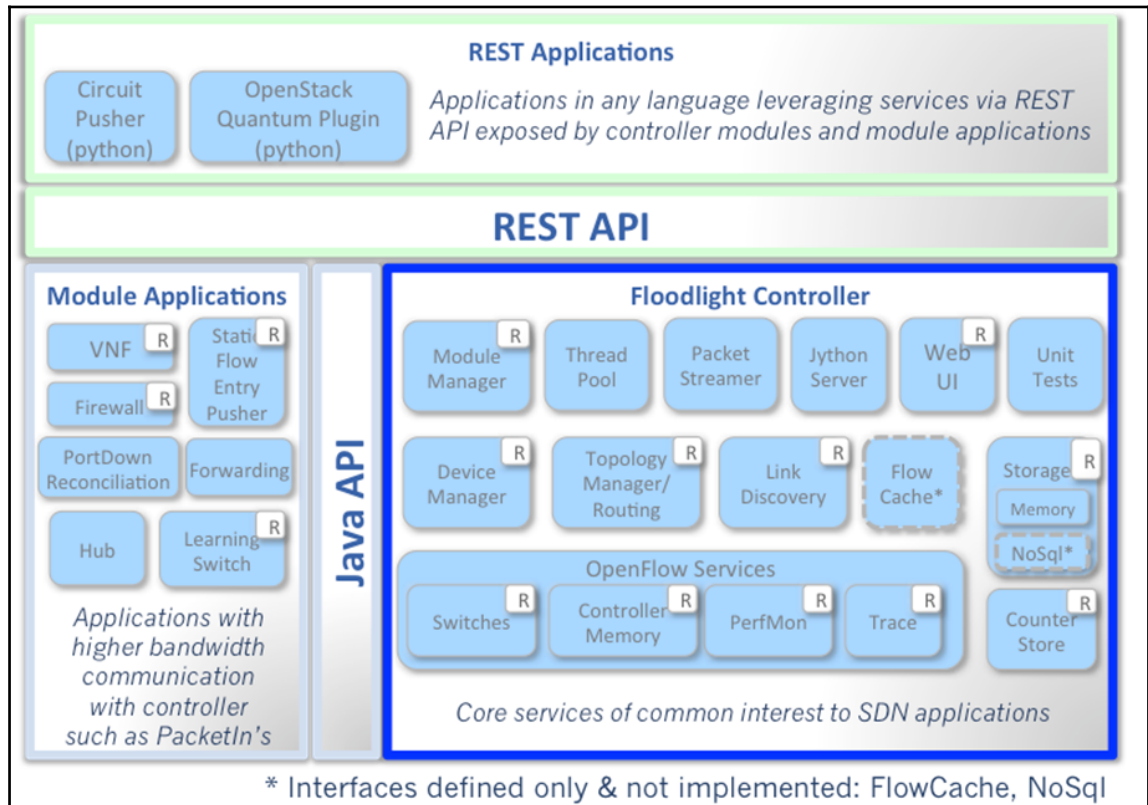 REST Applications
Circuit
Pusher
(python)
OpenStack
Quantum Plugin
(python)
Applications in any language leveraging services via REST
API exposed by controller modules and module applications
REST API
Module Applications
VNF
R
Static
Flow
Entry
Pusher
R
Firewall
R
PortDown
Reconciliation
Forwarding
Hub
Learning
Switch
R
Applications with
higher bandwidth
communication
with controller
such as PacketIn's
Java API
Floodlight Controller
Module
Manager
R
Thread
Pool
Packet
Streamer
Jython
Server
Web
UI
R
Unit
Tests
Device
Manager
R
Topology
Manager/
Routing
R
Link
Discovery
R
Flow
Cache*
Storage
R
Memory
NoSql*
OpenFlow Services
Switches
R
Controller
Memory
R
PerfMon
R
Trace
R
Counter
Store
R
Core services of common interest to SDN applications
* Interfaces defined only & not implemented: FlowCache, NoSql